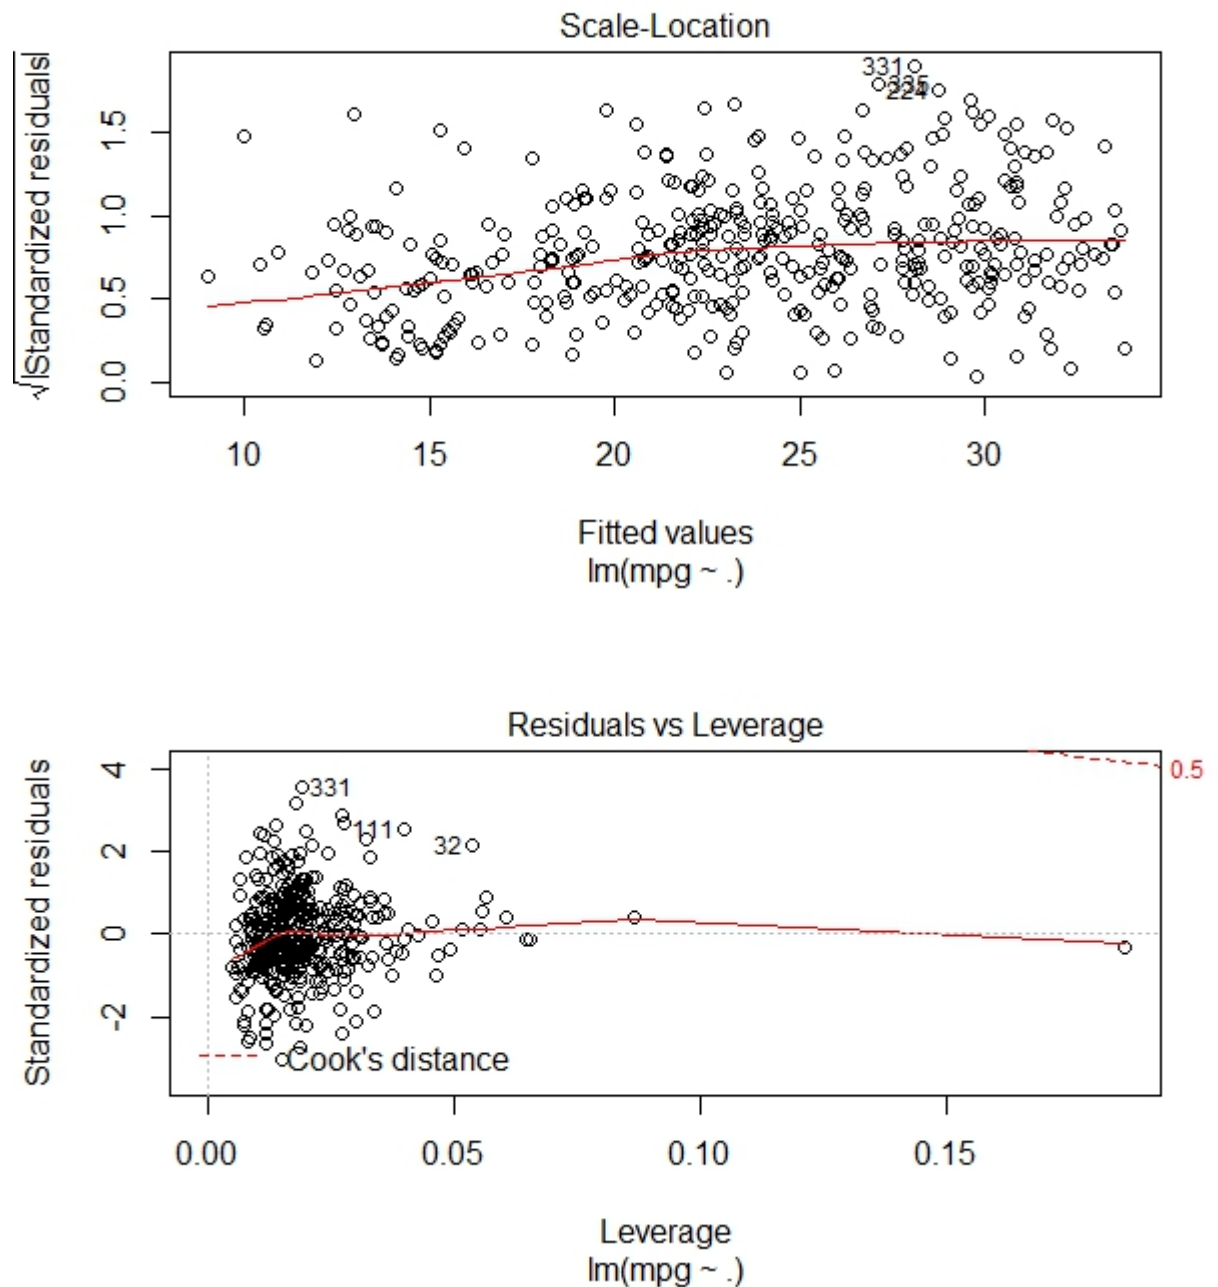 Scale-Location
√|Standardized residuals|
0.0 0.5 1.0 1.5
331
224
10 15 20 25 30
Fitted values
lm(mpg ~ .)
Residuals vs Leverage
Standardized residuals
-2 0 2 4
331
111
32
0.5
Cook's distance
0.00 0.05 0.10 0.15
Leverage
lm(mpg ~ .)